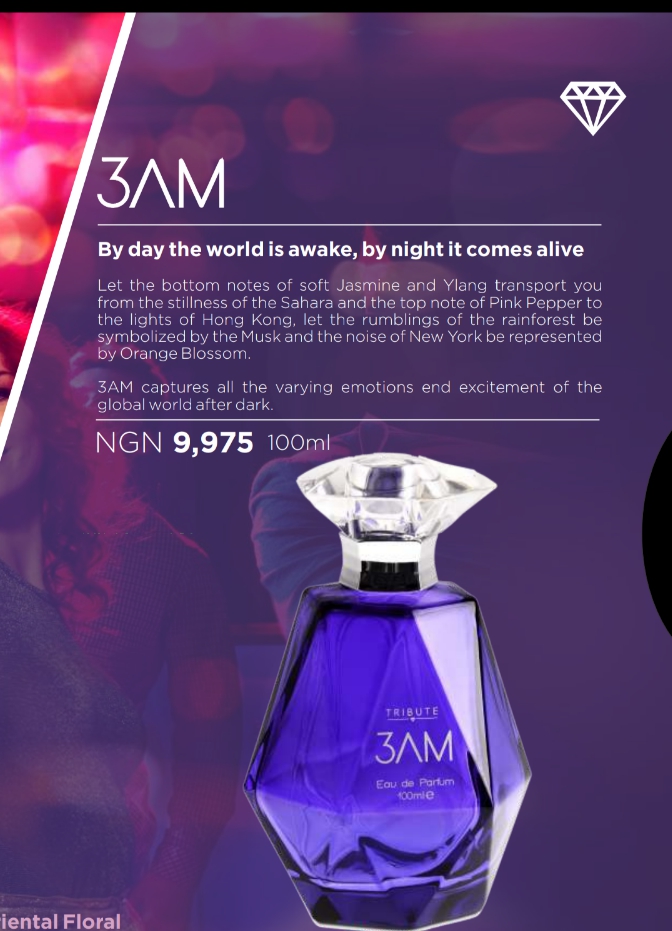 3AM
By day the world is awake, by night it comes alive
Let the bottom notes of soft Jasmine and Ylang transport you
from the stillness of the Sahara and the top note of Pink Pepper to
the lights of Hong Kong, let the rumblings of the rainforest be
symbolized by the Musk and the noise of New York be represented
by Orange Blossom.
3AM captures all the varying emotions end excitement of the
global world after dark.
NGN 9,975 100ml
TRIBUTE
3AM
Eau de Parfum
100ml℮
iental Floral